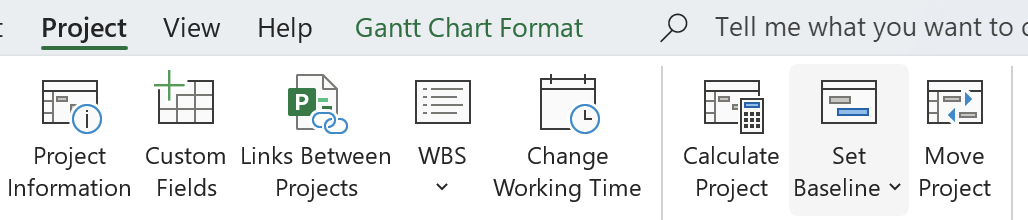 Project View Help Gantt Chart Format Tell me what you want to
Project Custom Links Between WBS Change Calculate Set Move
Information Fields Projects Working Time Project Baseline Project